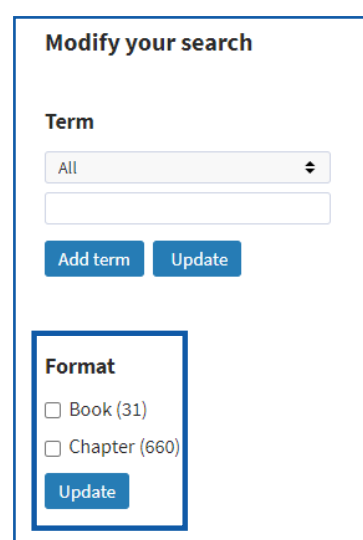 Modify your search
Term
All
Add term Update
Format
Book (31)
Chapter (660)
Update